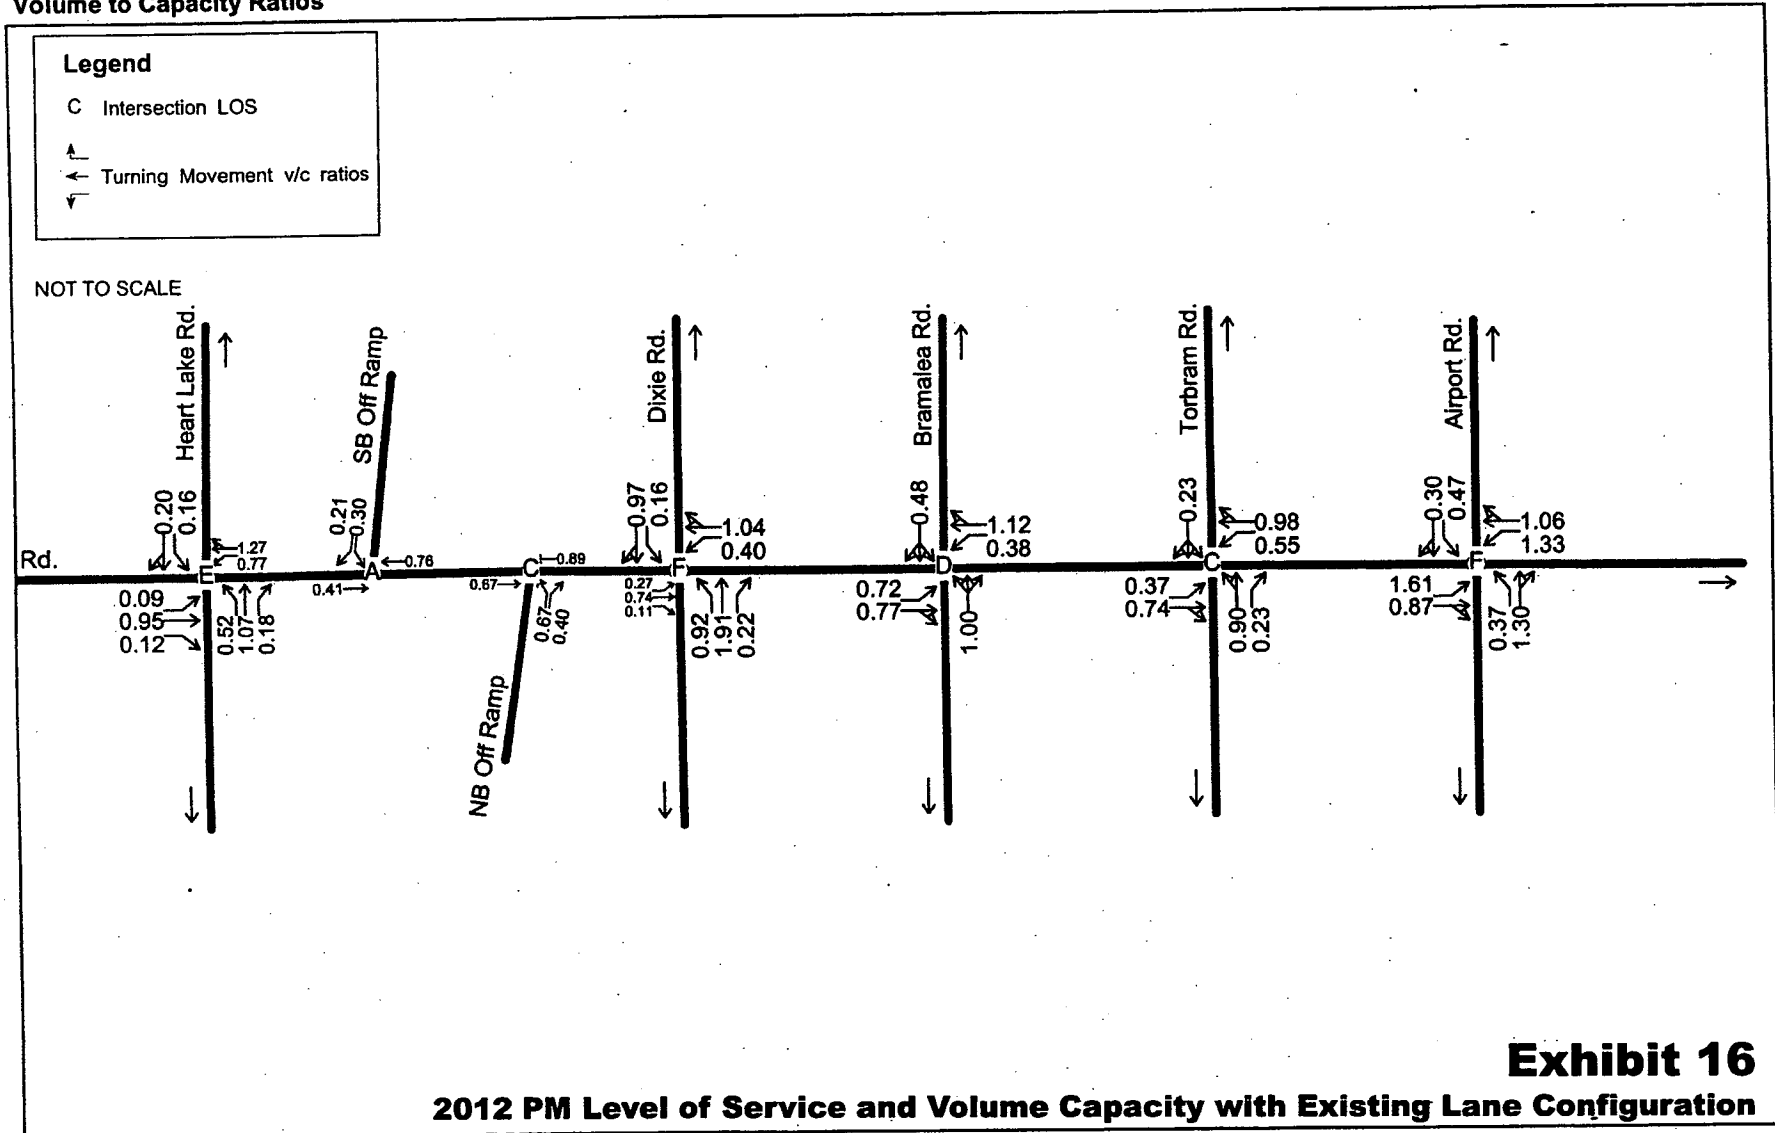 Volume to Capacity Ratios
Legend
C Intersection LOS
Turning Movement v/c ratios
NOT TO SCALE
Heart Lake Rd.
SB Off Ramp
Dixie Rd.
Bramalea Rd.
Torbram Rd.
Airport Rd.
0.20
0.16
0.21
0.30
0.97
0.16
0.48
0.23
0.30
0.47
1.27
0.77
0.76
0.89
1.04
0.40
1.12
0.38
0.98
0.55
1.06
1.33
Rd.
E
A
C
F
D
C
F
0.09
0.95
0.12
0.41
0.67
0.27
0.74
0.11
0.72
0.77
0.37
0.74
1.61
0.87
0.52
1.07
0.18
0.67
0.40
0.92
1.91
0.22
1.00
0.90
0.23
0.37
1.30
NB Off Ramp
Exhibit 16
2012 PM Level of Service and Volume Capacity with Existing Lane Configuration